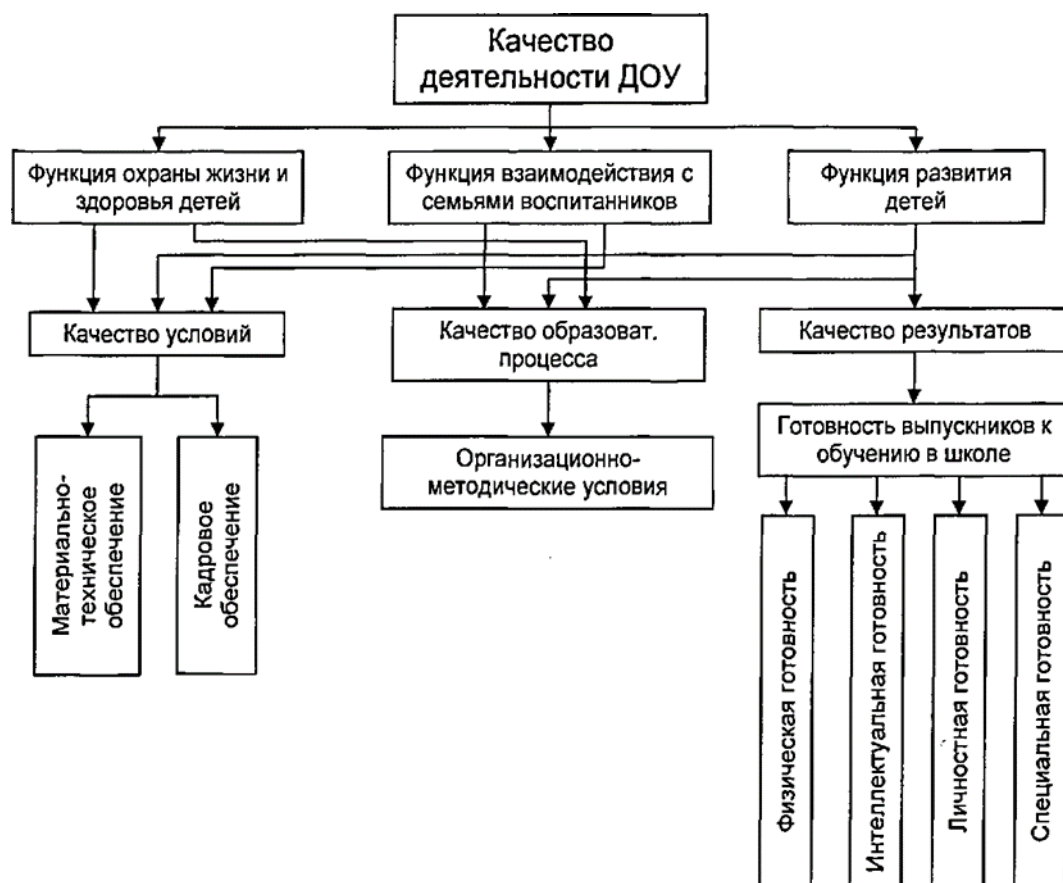 Качество
деятельности ДОУ
Функция охраны жизни и
здоровья детей
Функция взаимодействия с
семьями воспитанников
Функция развития
детей
Качество условий
Качество образоват.
процесса
Качество результатов
Материально-
техническое
обеспечение
Кадровое
обеспечение
Организационно-
методические условия
Готовность выпускников к
обучению в школе
Физическая готовность
Интеллектуальная готовность
Личностная готовность
Специальная готовность